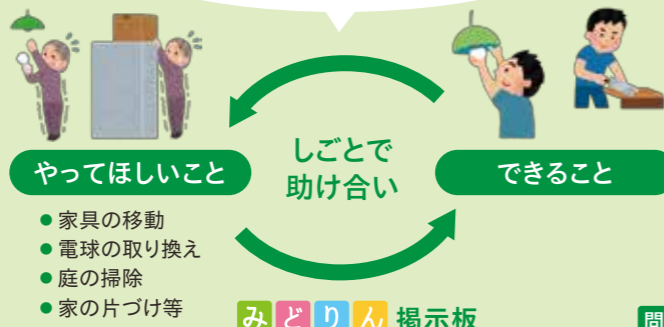 しごとで
助け合い
やってほしいこと
できること
● 家具の移動
● 電球の取り換え
● 庭の掃除
● 家の片づけ等
みどりん 掲示板
問